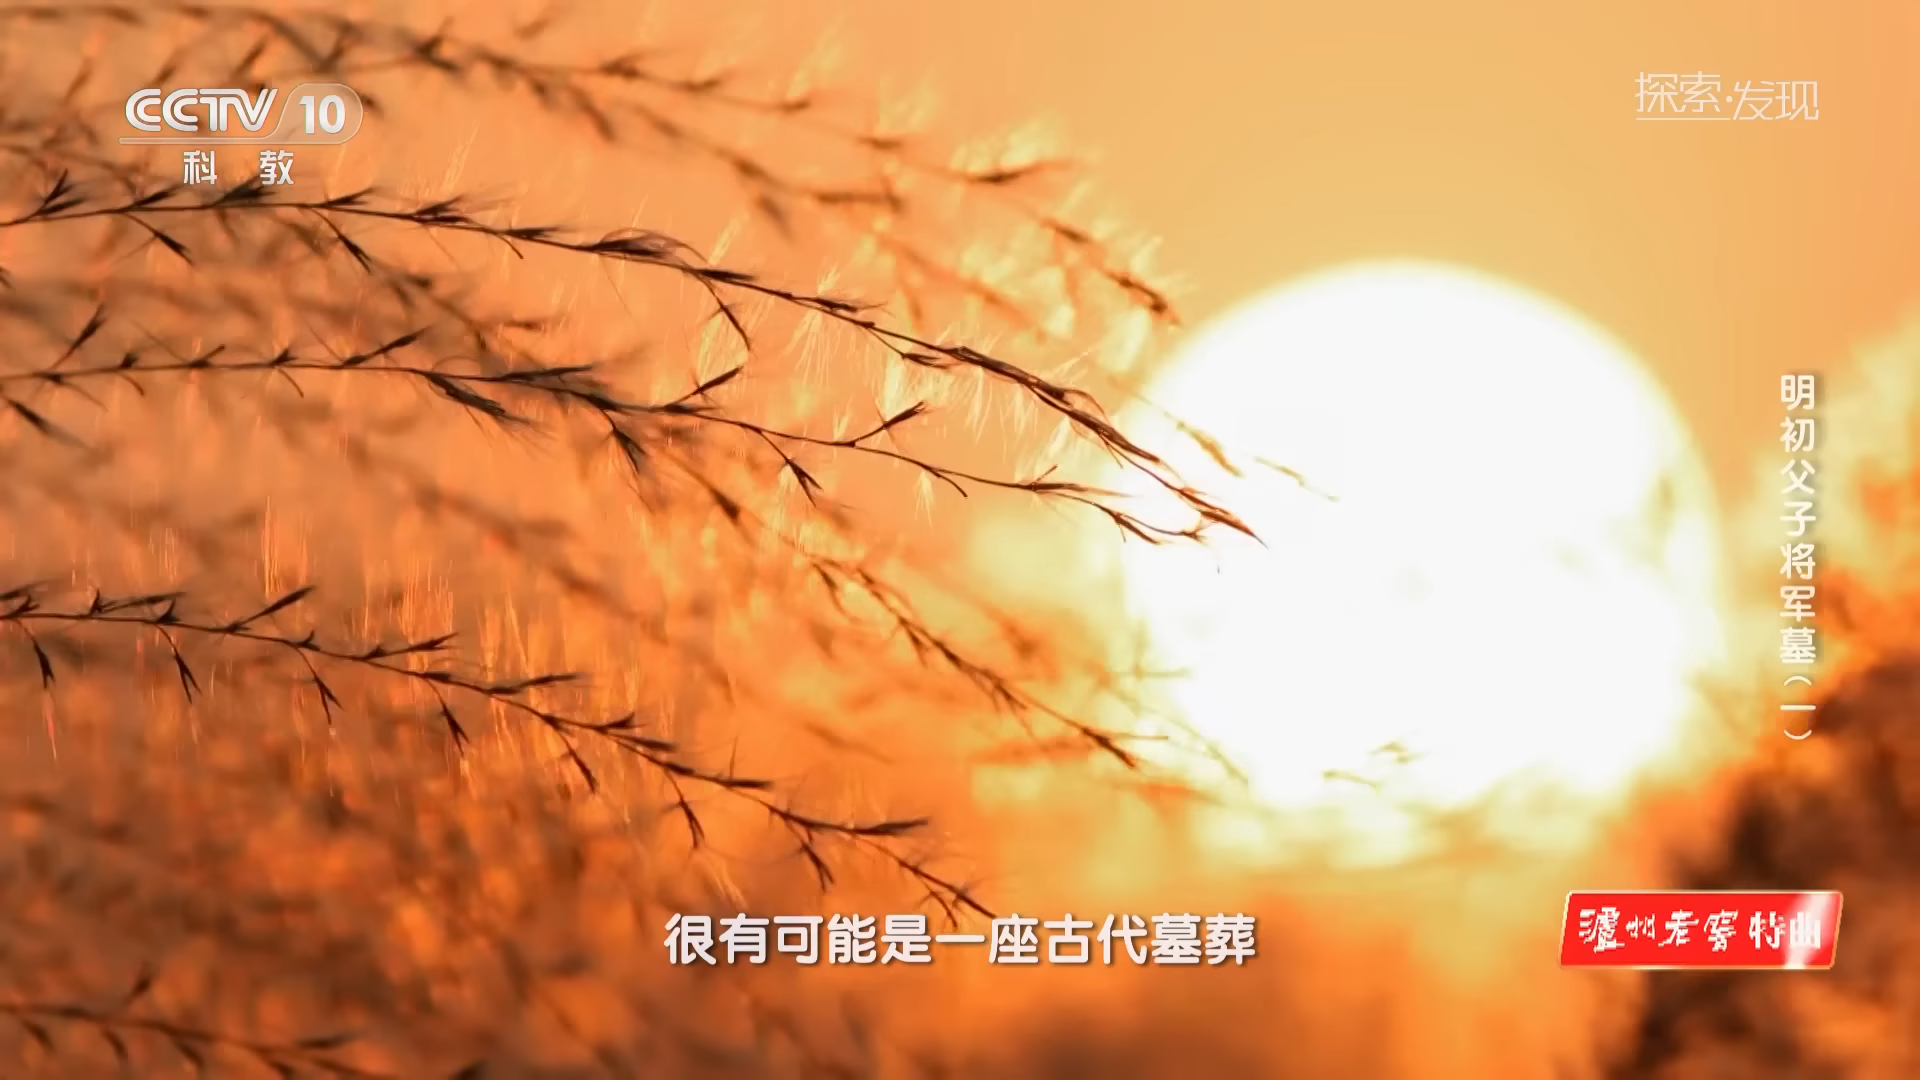 CCTV 10
科 教
探索·发现
明初父子将军墓(一)
很有可能是一座古代墓葬
泸州老窖特曲